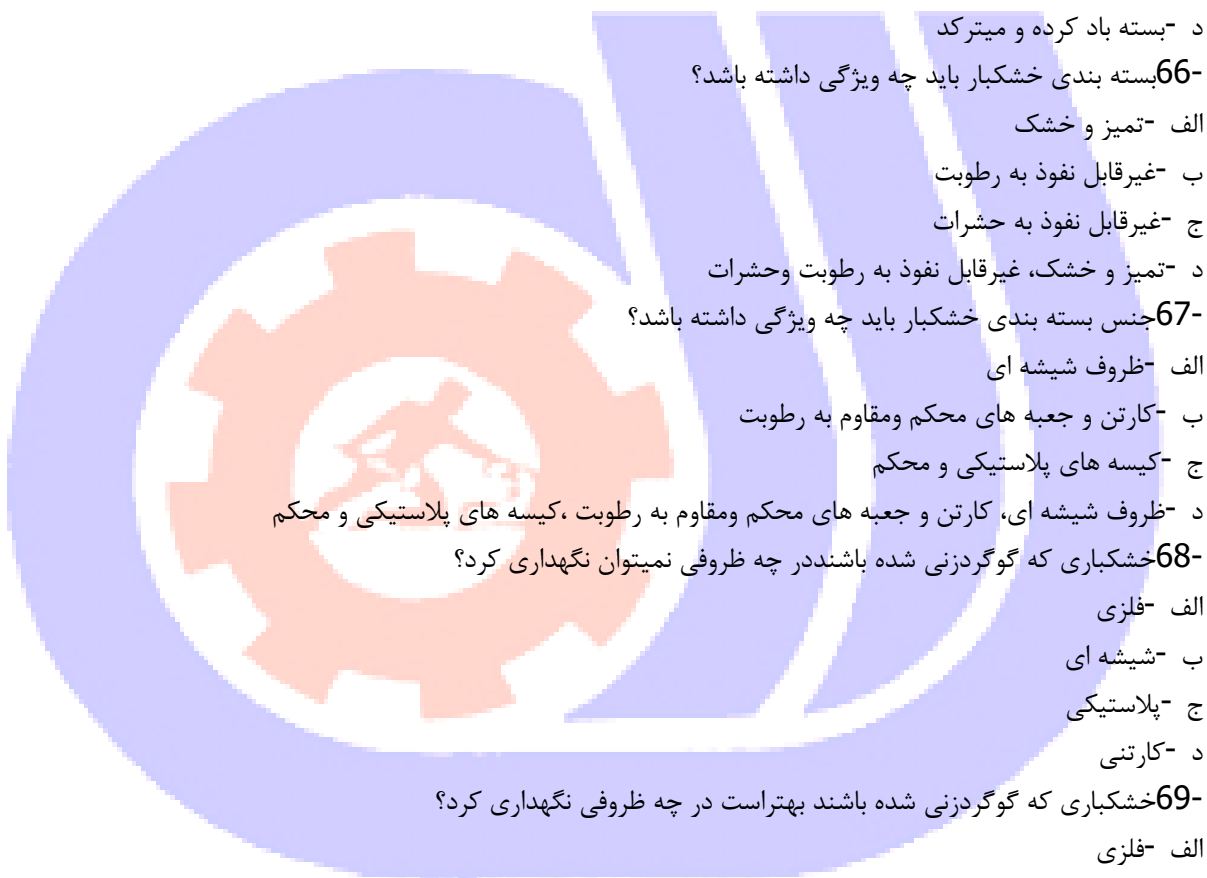 د -بسته باد کرده و میترکد
-66بسته بندی خشکبار باید چه ویژگی داشته باشد؟
الف -تمیز و خشک
ب -غیرقابل نفوذ به رطوبت
ج -غیرقابل نفوذ به حشرات
د -تمیز و خشک، غیرقابل نفوذ به رطوبت وحشرات
-67جنس بسته بندی خشکبار باید چه ویژگی داشته باشد؟
الف -ظروف شیشه ای
ب -کارتن و جعبه های محکم ومقاوم به رطوبت
ج -کیسه های پلاستیکی و محکم
د -ظروف شیشه ای، کارتن و جعبه های محکم ومقاوم به رطوبت ،کیسه های پلاستیکی و محکم
-68خشکباری که گوگردزنی شده باشنددر چه ظروفی نمیتوان نگهداری کرد؟
الف -فلزی
ب -شیشه ای
ج -پلاستیکی
د -کارتنی
-69خشکباری که گوگردزنی شده باشند بهتراست در چه ظروفی نگهداری کرد؟
الف -فلزی